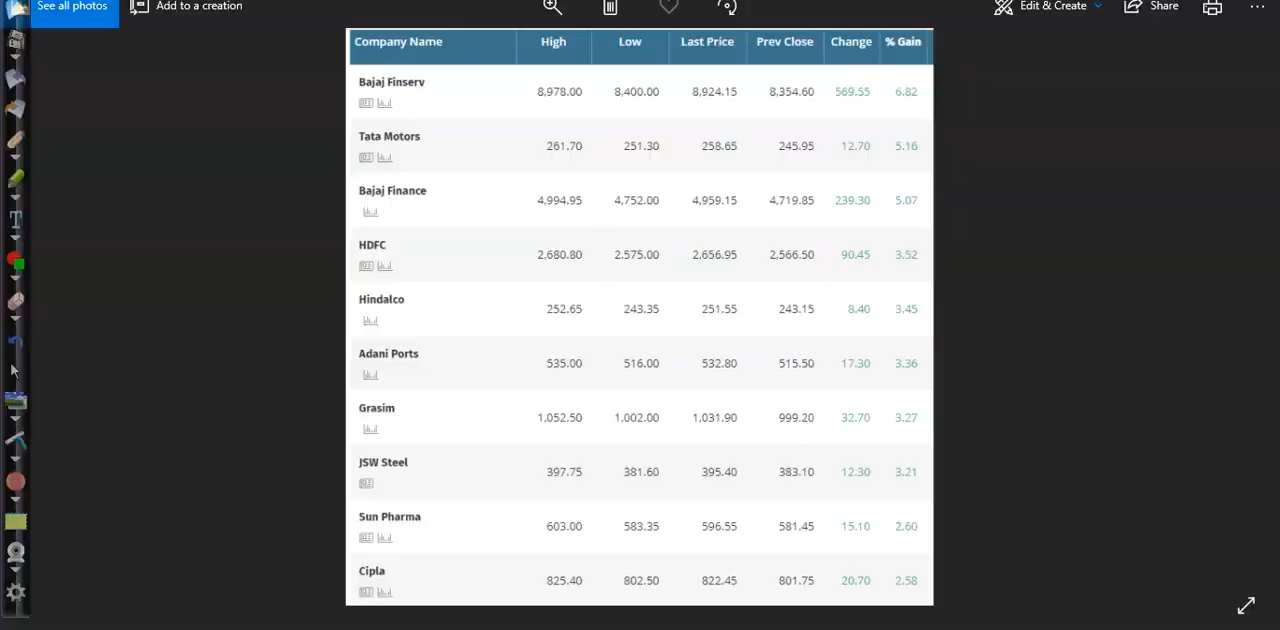 See all photos Add to a creation Edit & Create Share
Company Name High Low Last Price Prev Close Change % Gain
Bajaj Finserv 8,978.00 8,400.00 8,924.15 8,354.60 569.55 6.82
Tata Motors 261.70 251.30 258.65 245.95 12.70 5.16
Bajaj Finance 4,994.95 4,752.00 4,959.15 4,719.85 239.30 5.07
HDFC 2,680.80 2,575.00 2,656.95 2,566.50 90.45 3.52
Hindalco 252.65 243.35 251.55 243.15 8.40 3.45
Adani Ports 535.00 516.00 532.80 515.50 17.30 3.36
Grasim 1,052.50 1,002.00 1,031.90 999.20 32.70 3.27
JSW Steel 397.75 381.60 395.40 383.10 12.30 3.21
Sun Pharma 603.00 583.35 596.55 581.45 15.10 2.60
Cipla 825.40 802.50 822.45 801.75 20.70 2.58